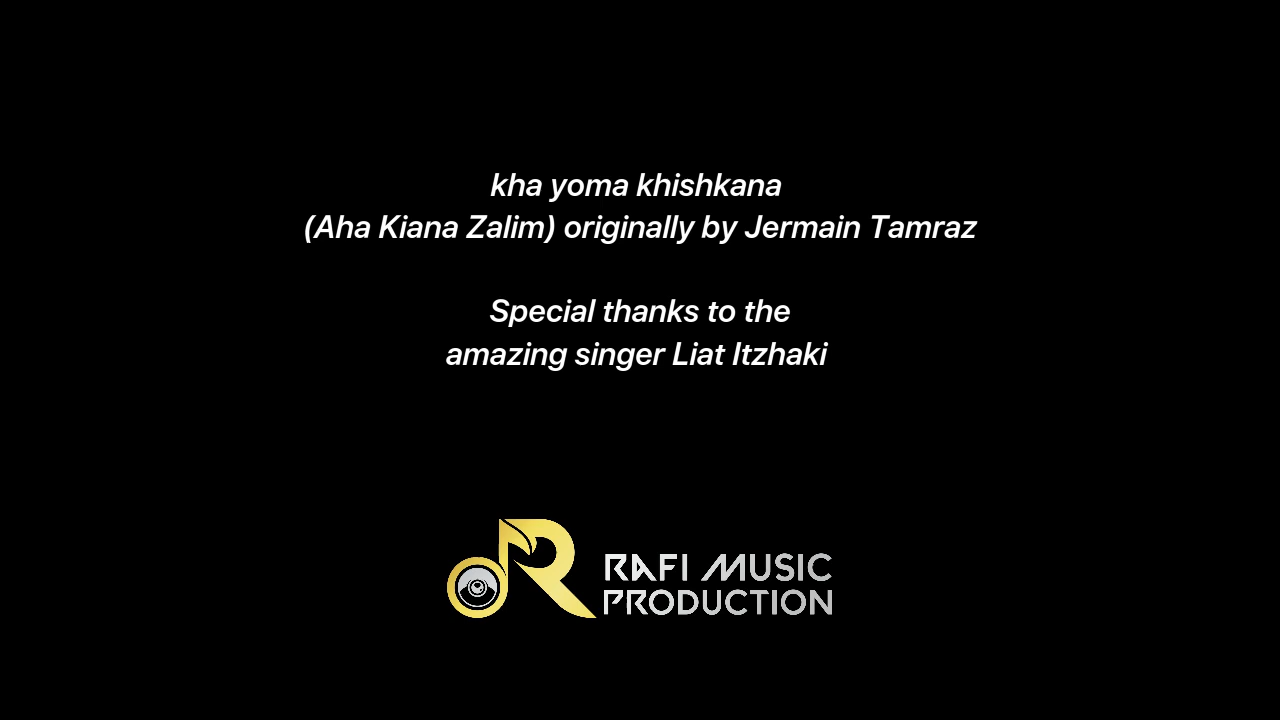 kha yoma khishkana
(Aha Kiana Zalim) originally by Jermain Tamraz
Special thanks to the
amazing singer Liat Itzhaki
RAFI MUSIC
PRODUCTION